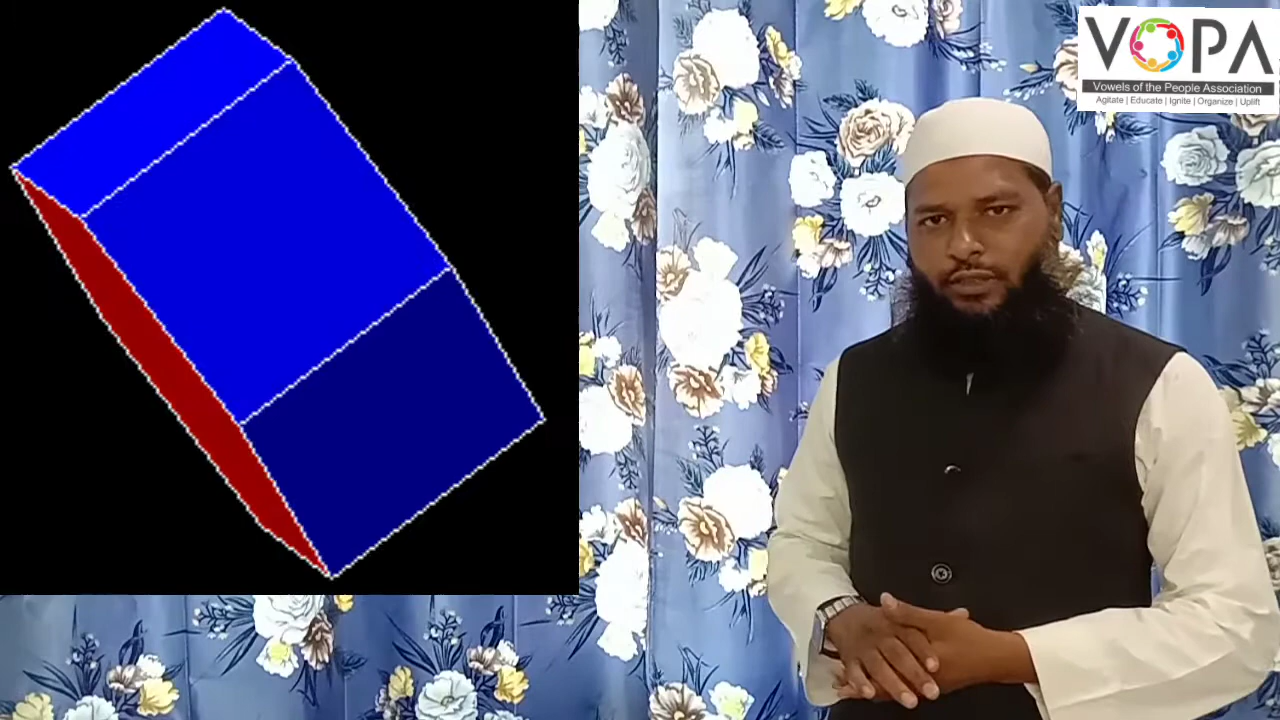 VOPA
Vowels of the People Association
Agitate | Educate | Ignite | Organize | Uplift